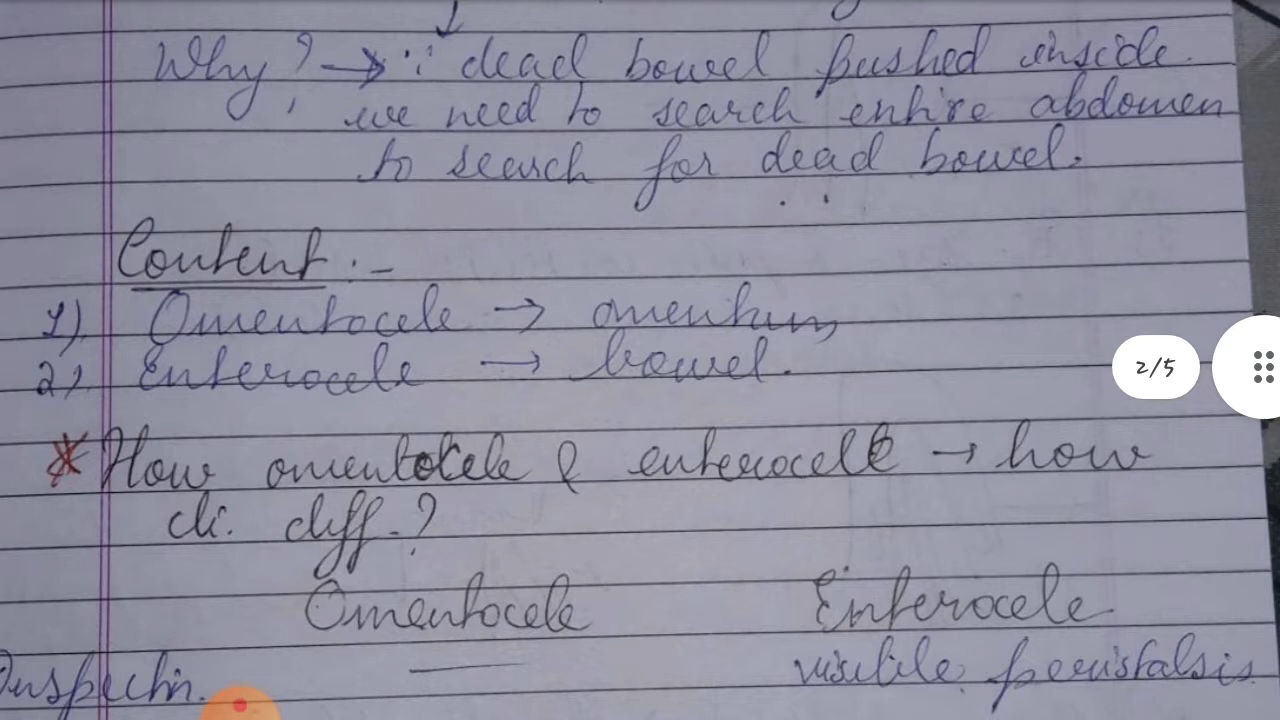 Why? → ∵ dead bowel pushed inside.
we need to search entire abdomen
to search for dead bowel.
Content :-
1) Omentocele → omentum
2) Enterocele → bowel.
* How omentocele & enterocele → how
cli. diff.?
Omentocele Enterocele
Inspectn. — visible peristalsis
2/5